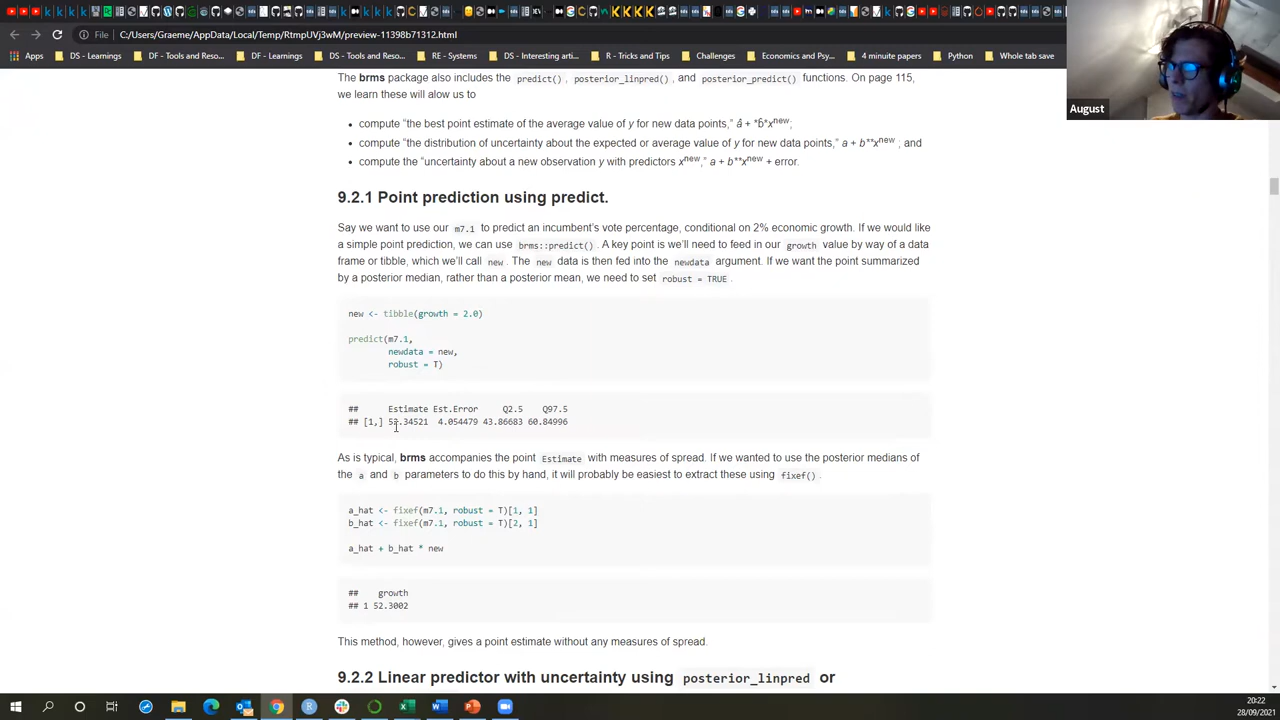 File | C:/Users/Graeme/AppData/Local/Temp/RtmpUVj3wM/preview-11398b71312.html
Apps DS - Learnings DF - Tools and Reso... DS - Tools and Reso... RE - Systems DF - Learnings DS - Interesting arti... R - Tricks and Tips Challenges Economics and Psy... 4 minuite papers Python Whole tab save
August
The brms package also includes the predict() , posterior_linpred() , and posterior_predict() functions. On page 115,
we learn these will alow us to
• compute “the best point estimate of the average value of y for new data points,” â + *b̂*xnew;
• compute “the distribution of uncertainty about the expected or average value of y for new data points,” a + b**xnew ; and
• compute the “uncertainty about a new observation y with predictors xnew,” a + b**xnew + error.
9.2.1 Point prediction using predict.
Say we want to use our m7.1 to predict an incumbent’s vote percentage, conditional on 2% economic growth. If we would like
a simple point prediction, we can use brms::predict() . A key point is we’ll need to feed in our growth value by way of a data
frame or tibble, which we’ll call new . The new data is then fed into the newdata argument. If we want the point summarized
by a posterior median, rather than a posterior mean, we need to set robust = TRUE .
new <- tibble(growth = 2.0)
predict(m7.1,
newdata = new,
robust = T)
## Estimate Est.Error Q2.5 Q97.5
## [1,] 52.34521 4.054479 43.86683 60.84996
As is typical, brms accompanies the point Estimate with measures of spread. If we wanted to use the posterior medians of
the a and b parameters to do this by hand, it will probably be easiest to extract these using fixef() .
a_hat <- fixef(m7.1, robust = T)[1, 1]
b_hat <- fixef(m7.1, robust = T)[2, 1]
a_hat + b_hat * new
## growth
## 1 52.3002
This method, however, gives a point estimate without any measures of spread.
9.2.2 Linear predictor with uncertainty using posterior_linpred or
20:22
28/09/2021